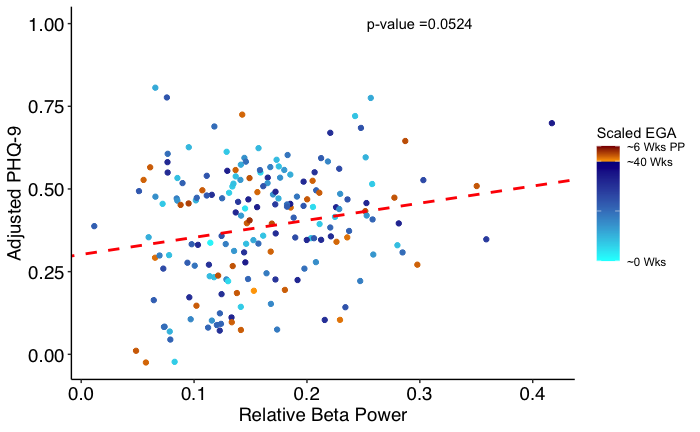 p-value =0.0524
1.00
0.75
0.50
0.25
0.00
Adjusted PHQ-9
0.0
0.1
0.2
0.3
0.4
Relative Beta Power
Scaled EGA
~6 Wks PP
~40 Wks
~0 Wks